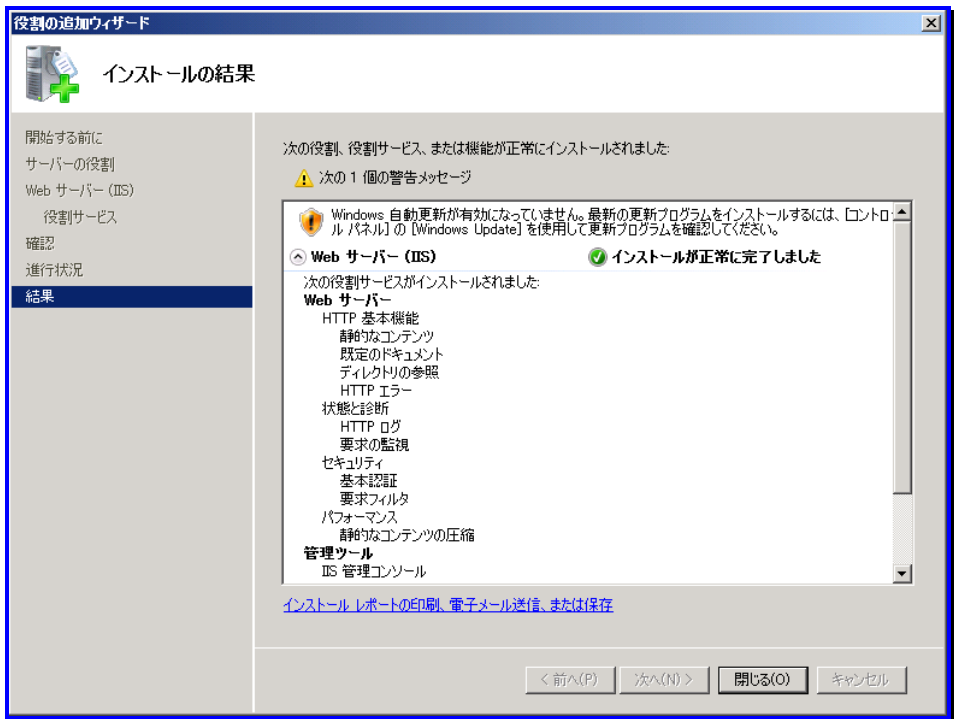 役割の追加ウィザード
インストールの結果
開始する前に
サーバーの役割
Web サーバー (IIS)
役割サービス
確認
進行状況
結果
次の役割、役割サービス、または機能が正常にインストールされました:
次の 1 個の警告メッセージ
Windows 自動更新が有効になっていません。最新の更新プログラムをインストールするには、[コントロー
ル パネル] の [Windows Update] を使用して更新プログラムを確認してください。
Web サーバー (IIS) インストールが正常に完了しました
次の役割サービスがインストールされました:
Web サーバー
HTTP 基本機能
静的なコンテンツ
既定のドキュメント
ディレクトリの参照
HTTP エラー
状態と診断
HTTP ログ
要求の監視
セキュリティ
基本認証
要求フィルタ
パフォーマンス
静的なコンテンツの圧縮
管理ツール
IIS 管理コンソール
インストール レポートの印刷、電子メール送信、または保存
< 前へ(P) 次へ(N) > 閉じる(O) キャンセル